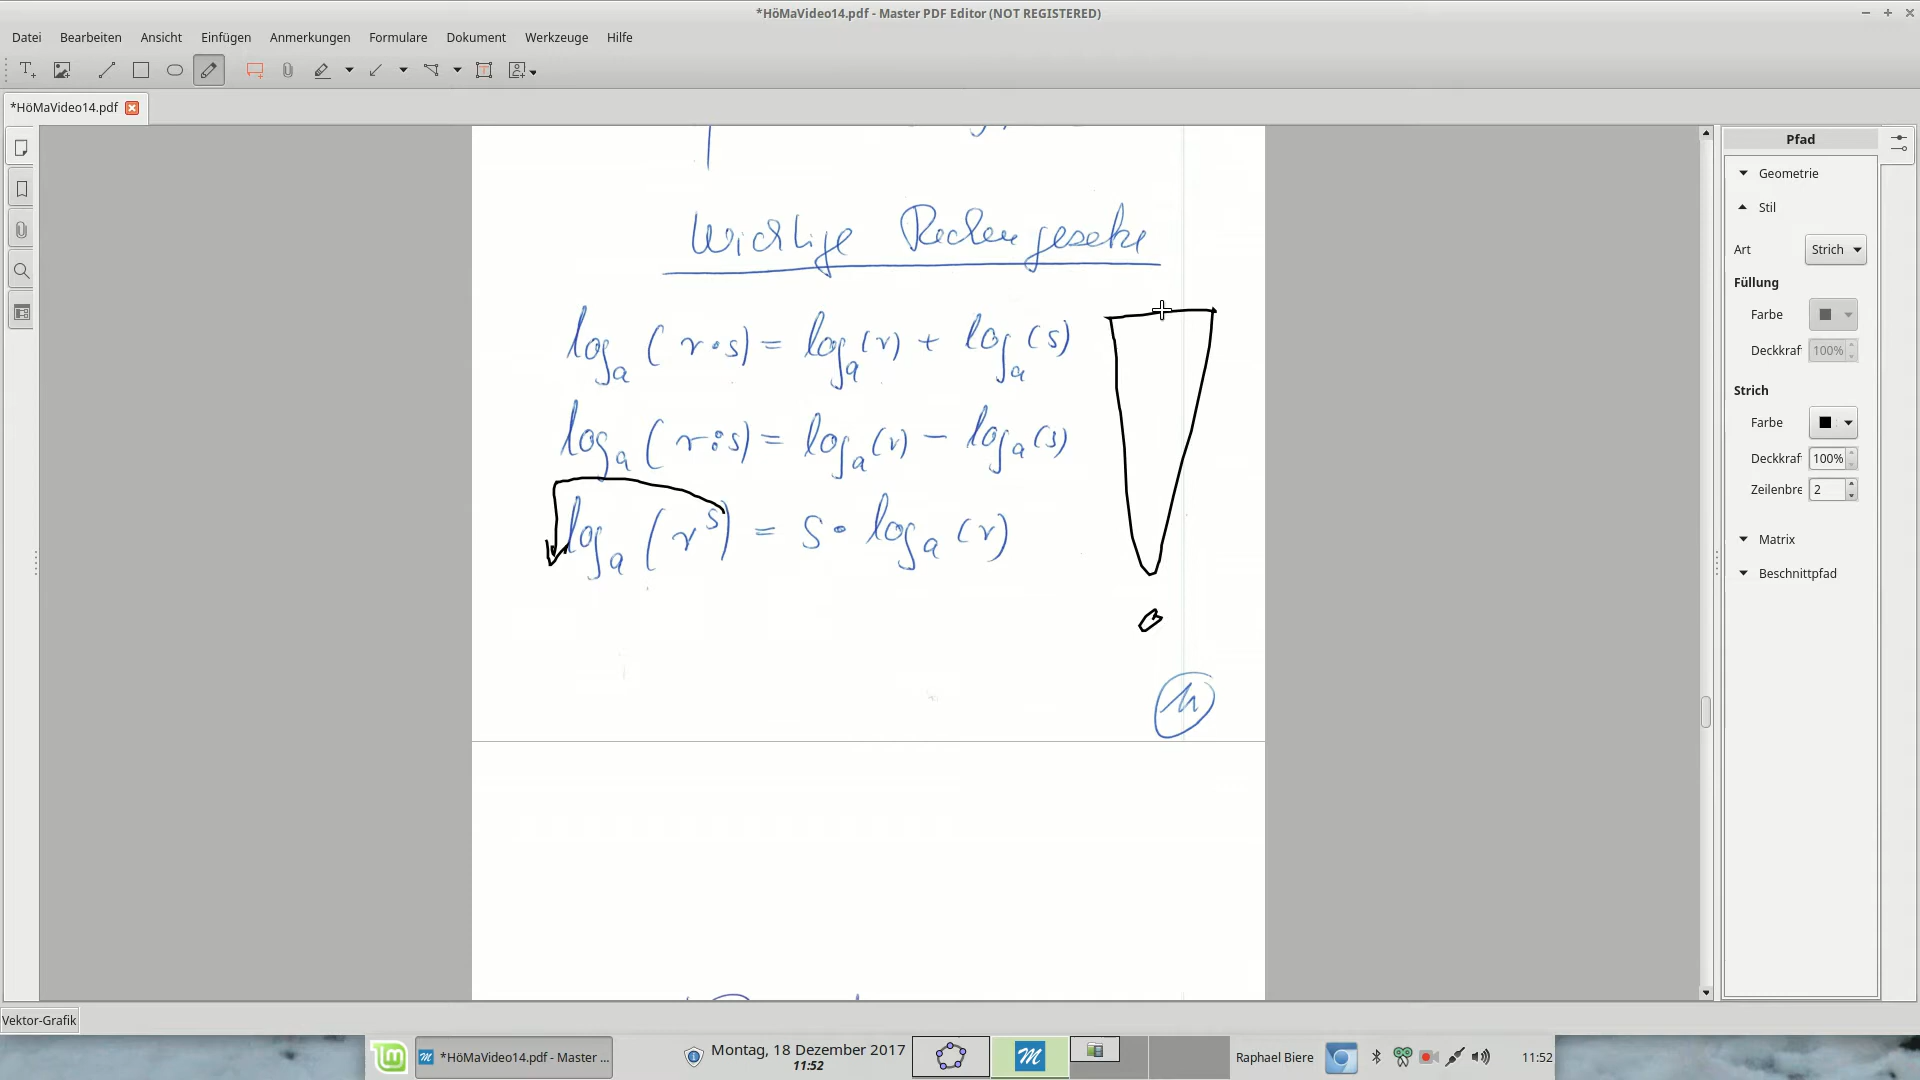 *HöMaVideo14.pdf - Master PDF Editor (NOT REGISTERED)
Datei Bearbeiten Ansicht Einfügen Anmerkungen Formulare Dokument Werkzeuge Hilfe
*HöMaVideo14.pdf
Pfad
Geometrie
Stil
Art Strich
Füllung
Farbe
Deckkraf 100%
Strich
Farbe
Deckkraf 100%
Zeilenbre 2
Matrix
Beschnittpfad
Wichtige Rechengesetze
log_a (r·s) = log_a (r) + log_a (s)
log_a (r:s) = log_a (r) − log_a (s)
log_a (r^s) = s · log_a (r)
Vektor-Grafik
*HöMaVideo14.pdf - Master ...
Montag, 18 Dezember 2017
11:52
Raphael Biere
11:52